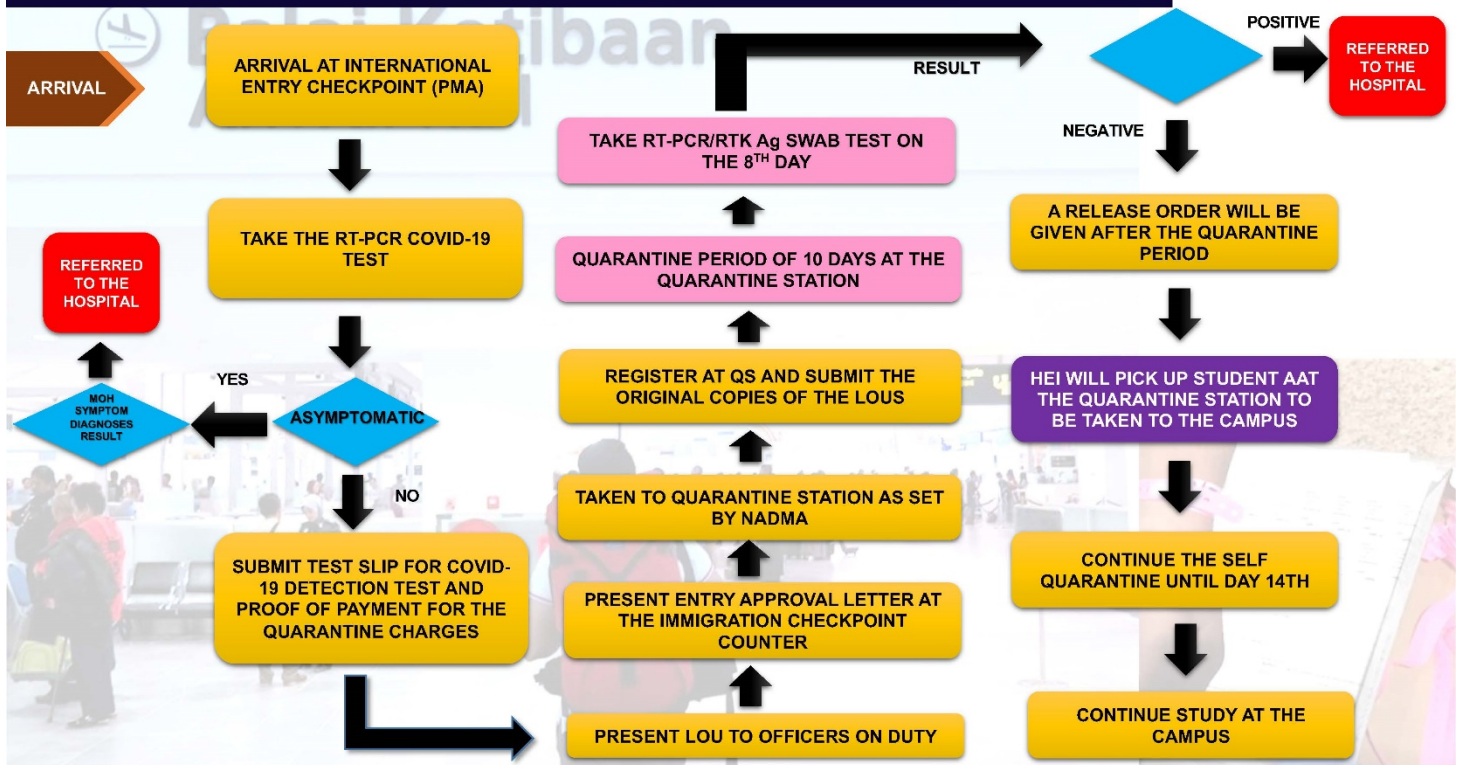 Balai Ketibaan
ARRIVAL
ARRIVAL AT INTERNATIONAL
ENTRY CHECKPOINT (PMA)
TAKE THE RT-PCR COVID-19
TEST
ASYMPTOMATIC
YES
MOH
SYMPTOM
DIAGNOSES
RESULT
REFERRED
TO THE
HOSPITAL
NO
SUBMIT TEST SLIP FOR COVID-
19 DETECTION TEST AND
PROOF OF PAYMENT FOR THE
QUARANTINE CHARGES
PRESENT LOU TO OFFICERS ON DUTY
PRESENT ENTRY APPROVAL LETTER AT
THE IMMIGRATION CHECKPOINT
COUNTER
TAKEN TO QUARANTINE STATION AS SET
BY NADMA
REGISTER AT QS AND SUBMIT THE
ORIGINAL COPIES OF THE LOUS
QUARANTINE PERIOD OF 10 DAYS AT THE
QUARANTINE STATION
TAKE RT-PCR/RTK Ag SWAB TEST ON
THE 8TH DAY
RESULT
POSITIVE
REFERRED
TO THE
HOSPITAL
NEGATIVE
A RELEASE ORDER WILL BE
GIVEN AFTER THE QUARANTINE
PERIOD
HEI WILL PICK UP STUDENT AAT
THE QUARANTINE STATION TO
BE TAKEN TO THE CAMPUS
CONTINUE THE SELF
QUARANTINE UNTIL DAY 14TH
CONTINUE STUDY AT THE
CAMPUS